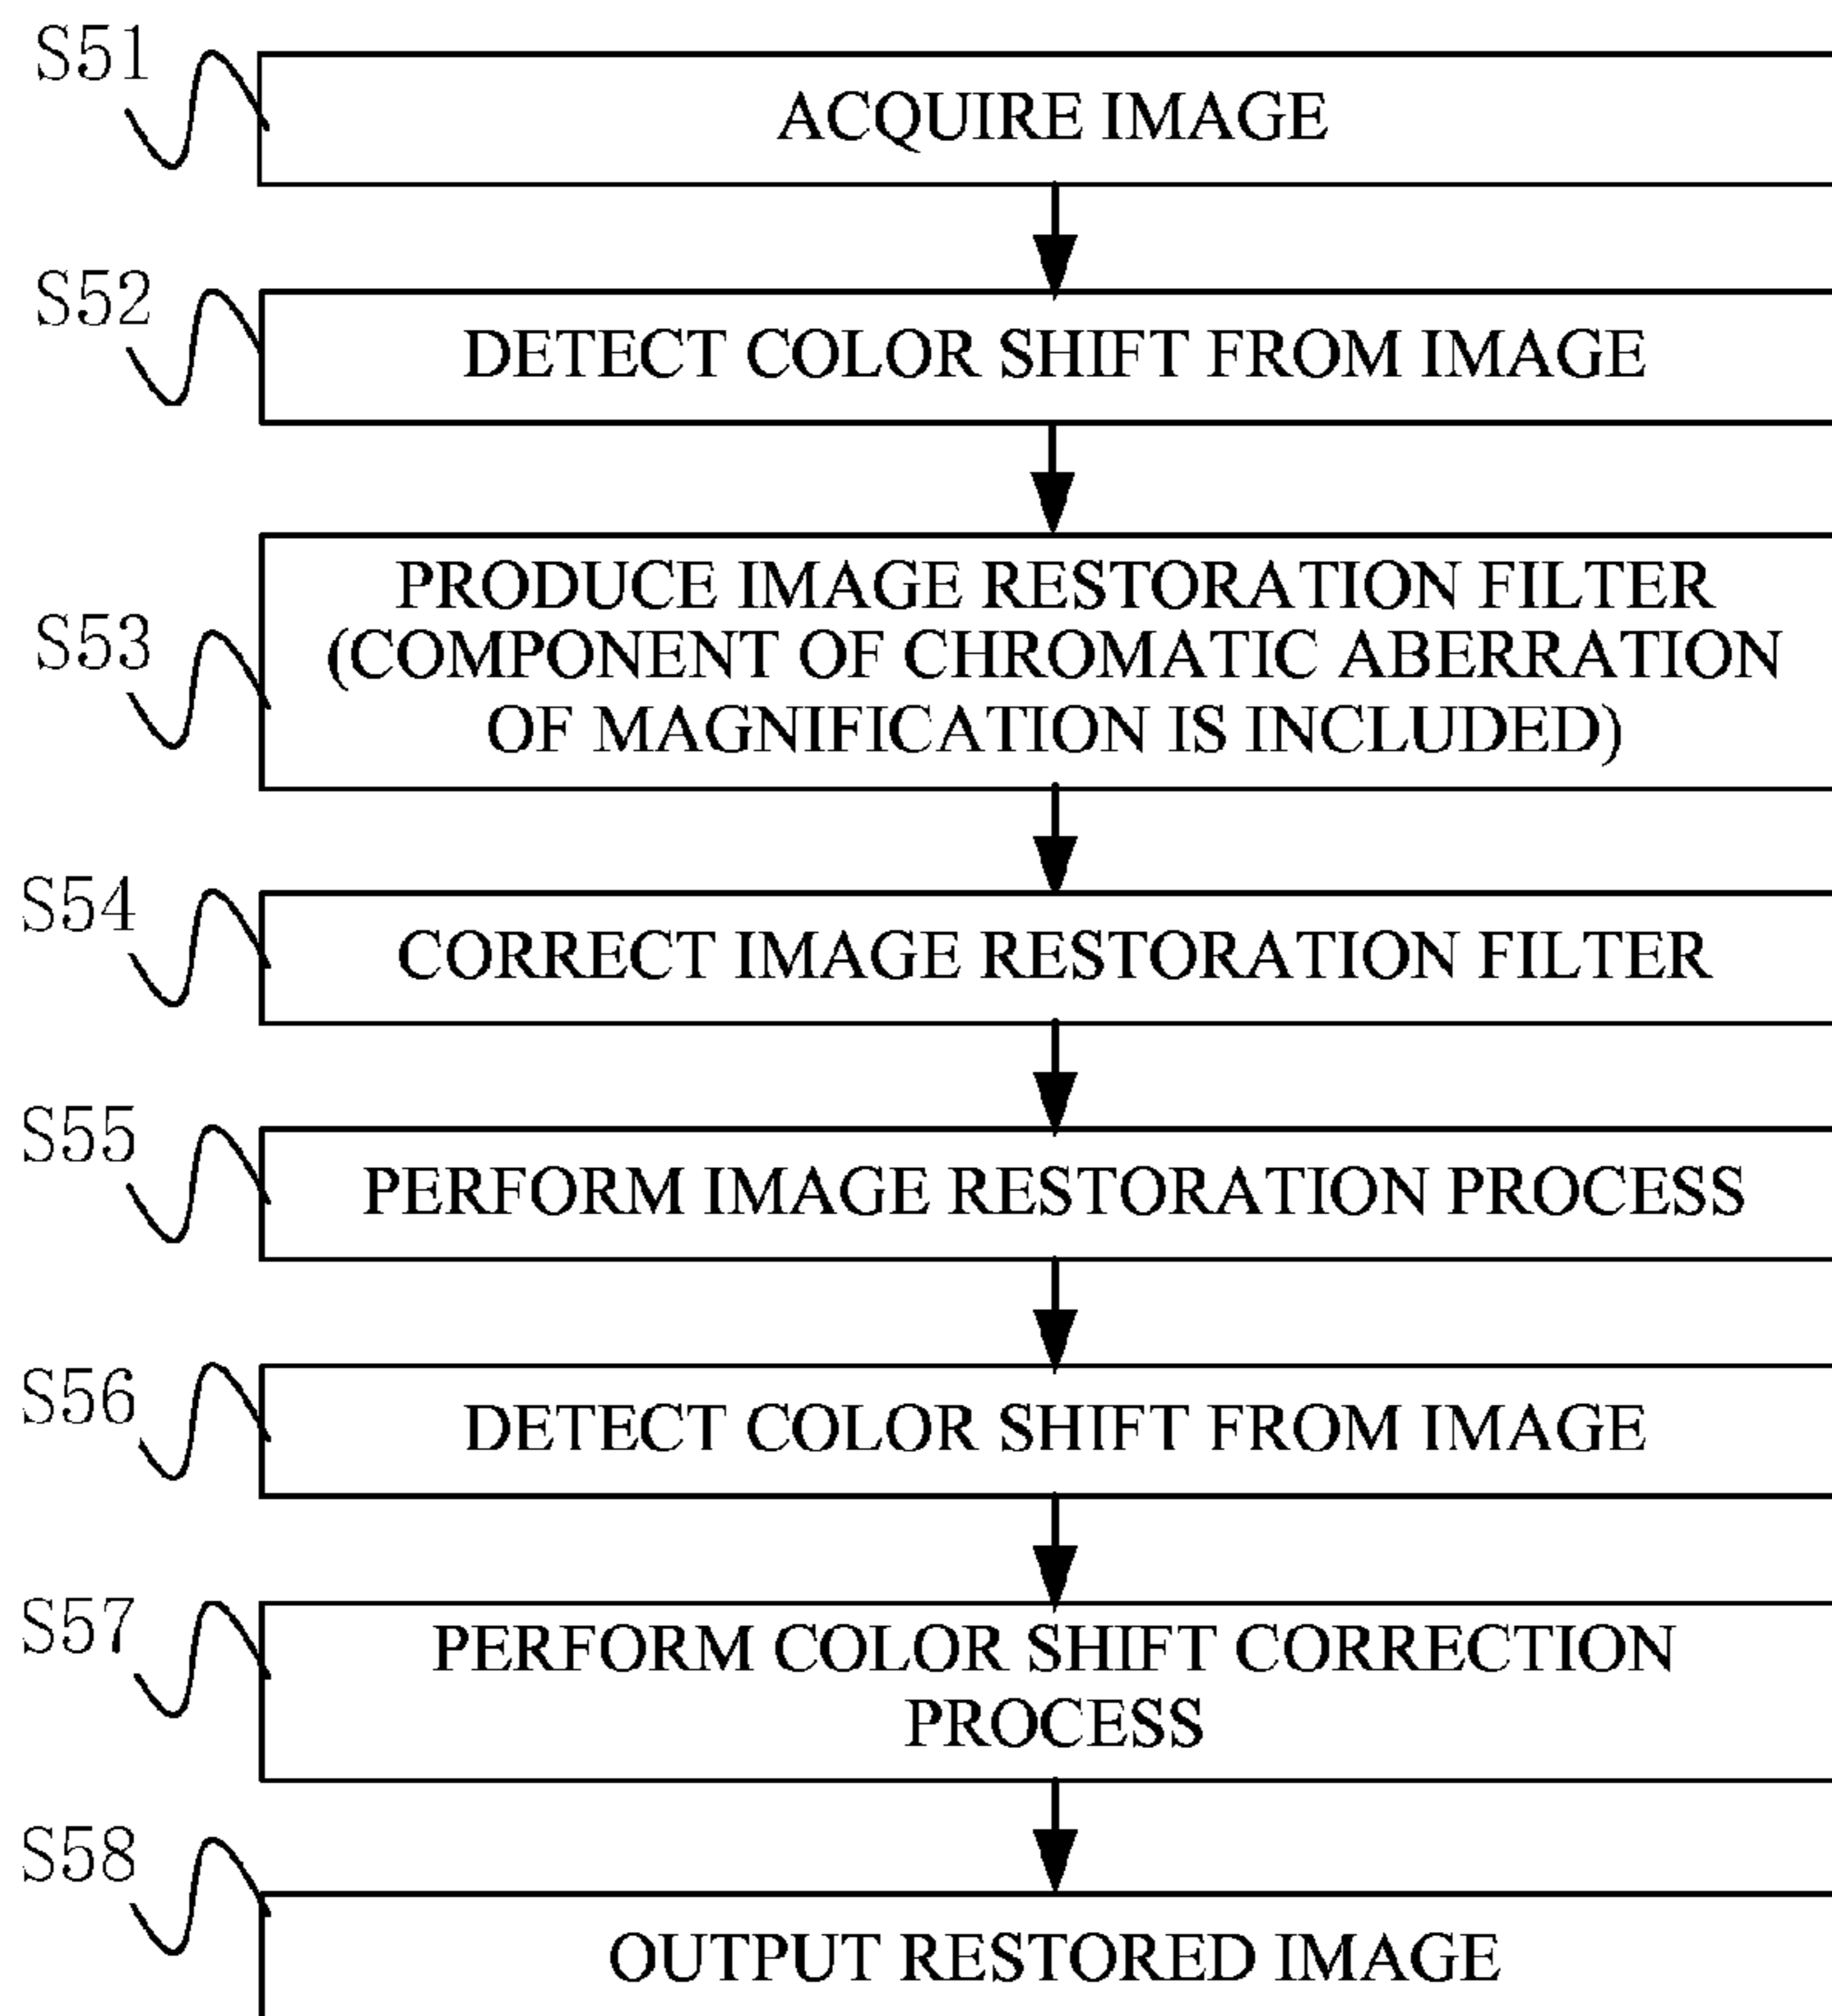 S51
ACQUIRE IMAGE
S52
DETECT COLOR SHIFT FROM IMAGE
S53
PRODUCE IMAGE RESTORATION FILTER
(COMPONENT OF CHROMATIC ABERRATION
OF MAGNIFICATION IS INCLUDED)
S54
CORRECT IMAGE RESTORATION FILTER
S55
PERFORM IMAGE RESTORATION PROCESS
S56
DETECT COLOR SHIFT FROM IMAGE
S57
PERFORM COLOR SHIFT CORRECTION
PROCESS
S58
OUTPUT RESTORED IMAGE